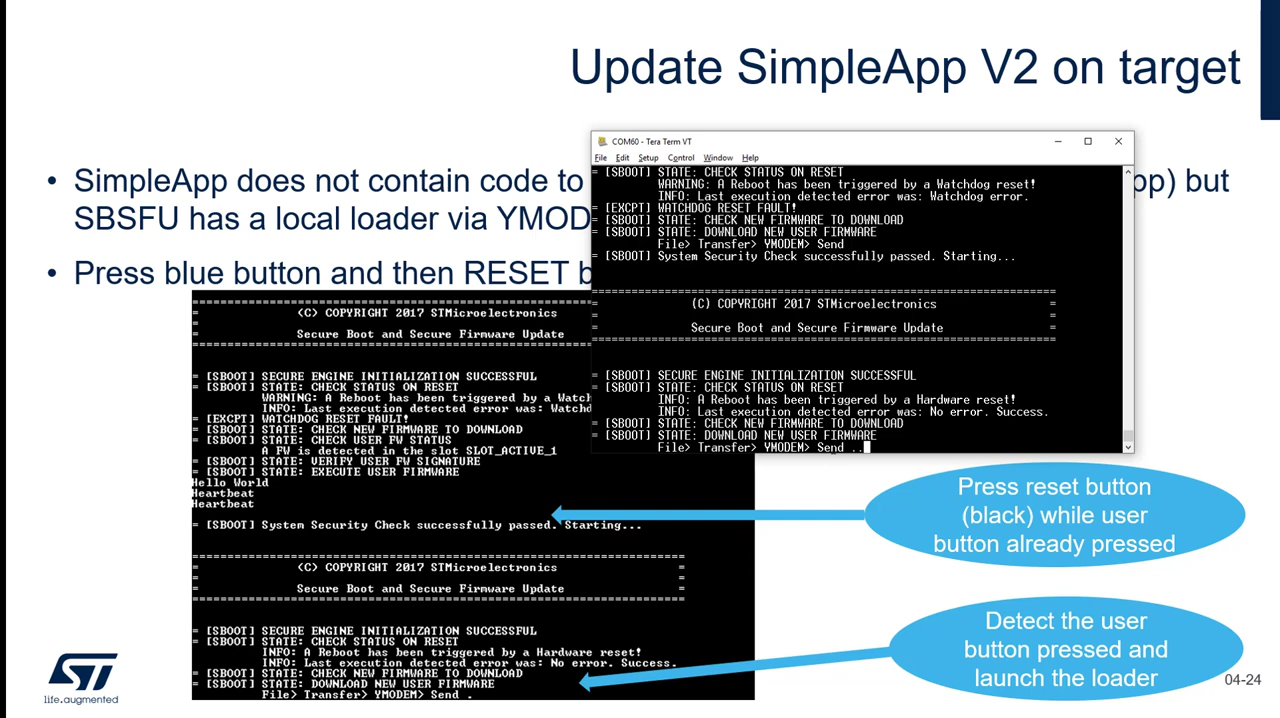 Update SimpleApp V2 on target
• SimpleApp does not contain code to
pp) but
SBSFU has a local loader via YMOD
• Press blue button and then RESET b
COM60 - Tera Term VT
File Edit Setup Control Window Help
= [SBOOT] STATE: CHECK STATUS ON RESET
WARNING: A Reboot has been triggered by a Watchdog reset!
INFO: Last execution detected error was: Watchdog error.
= [EXCPT] WATCHDOG RESET FAULT!
= [SBOOT] STATE: CHECK NEW FIRMWARE TO DOWNLOAD
= [SBOOT] STATE: DOWNLOAD NEW USER FIRMWARE
File> Transfer> YMODEM> Send
= [SBOOT] System Security Check successfully passed. Starting...
======================================================================
= (C) COPYRIGHT 2017 STMicroelectronics =
= =
= Secure Boot and Secure Firmware Update =
======================================================================
= [SBOOT] SECURE ENGINE INITIALIZATION SUCCESSFUL
= [SBOOT] STATE: CHECK STATUS ON RESET
INFO: A Reboot has been triggered by a Hardware reset!
INFO: Last execution detected error was: No error. Success.
= [SBOOT] STATE: CHECK NEW FIRMWARE TO DOWNLOAD
= [SBOOT] STATE: DOWNLOAD NEW USER FIRMWARE
File> Transfer> YMODEM> Send ..
======================================================================
= (C) COPYRIGHT 2017 STMicroelectronics
=
= Secure Boot and Secure Firmware Update
======================================================================
= [SBOOT] SECURE ENGINE INITIALIZATION SUCCESSFUL
= [SBOOT] STATE: CHECK STATUS ON RESET
WARNING: A Reboot has been triggered by a Watch
INFO: Last execution detected error was: Watchd
= [EXCPT] WATCHDOG RESET FAULT!
= [SBOOT] STATE: CHECK NEW FIRMWARE TO DOWNLOAD
= [SBOOT] STATE: CHECK USER FW STATUS
A FW is detected in the slot SLOT_ACTIVE_1
= [SBOOT] STATE: VERIFY USER FW SIGNATURE
= [SBOOT] STATE: EXECUTE USER FIRMWARE
Hello World
Heartbeat
Heartbeat
= [SBOOT] System Security Check successfully passed. Starting...
======================================================================
= (C) COPYRIGHT 2017 STMicroelectronics =
= =
= Secure Boot and Secure Firmware Update =
======================================================================
= [SBOOT] SECURE ENGINE INITIALIZATION SUCCESSFUL
= [SBOOT] STATE: CHECK STATUS ON RESET
INFO: A Reboot has been triggered by a Hardware reset!
INFO: Last execution detected error was: No error. Success.
= [SBOOT] STATE: CHECK NEW FIRMWARE TO DOWNLOAD
= [SBOOT] STATE: DOWNLOAD NEW USER FIRMWARE
File> Transfer> YMODEM> Send .
Press reset button
(black) while user
button already pressed
Detect the user
button pressed and
launch the loader
ST
life.augmented
04-24